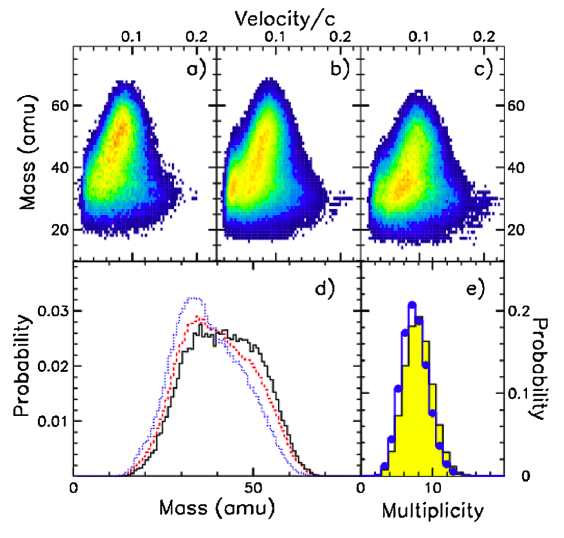 Velocity/c
0.1 0.2 0.1 0.2 0.1 0.2
a) b) c)
Mass (amu)
60 60
40 40
20 20
d) e)
Probability
0.03 0.2
0.02
0.01 0.1
0
Probability
0 50 0 10
Mass (amu) Multiplicity